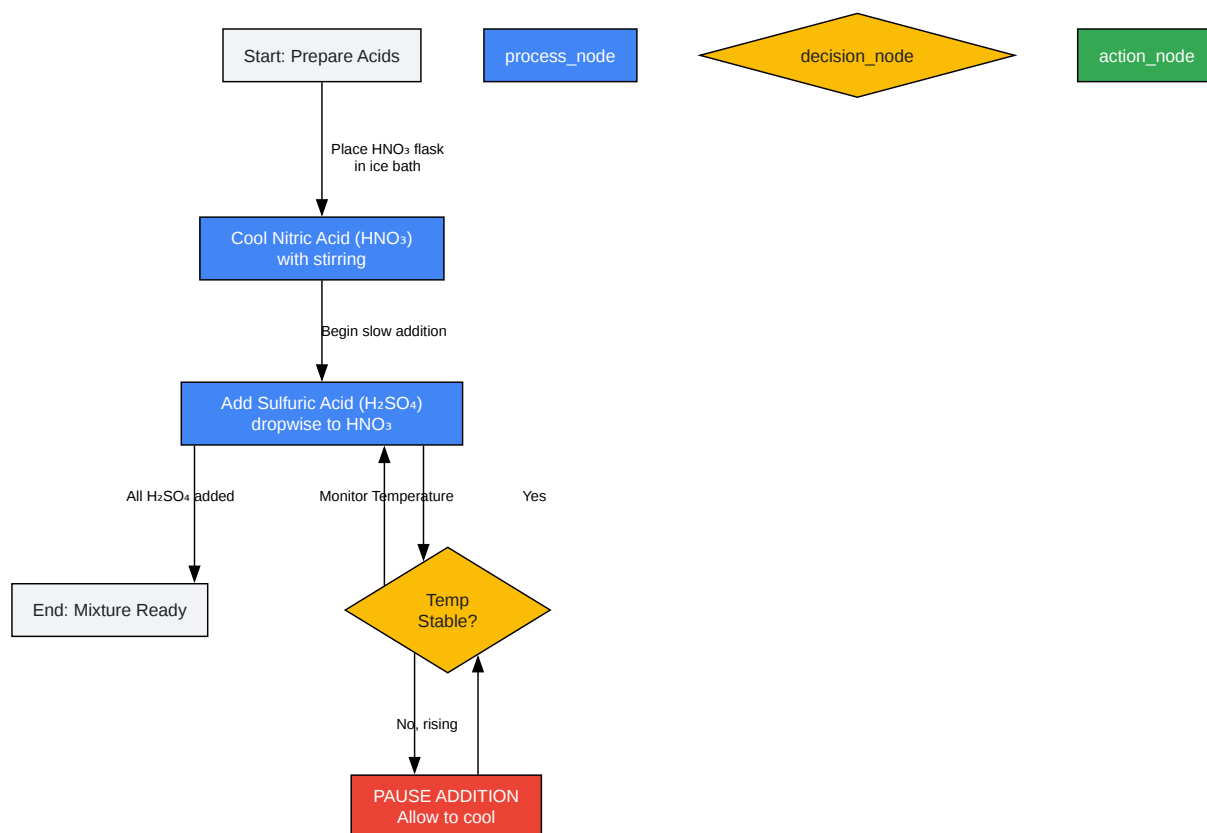 Start: Prepare Acids
process_node
decision_node
action_node
Place HNO₃ flask
in ice bath
Cool Nitric Acid (HNO₃)
with stirring
Begin slow addition
Add Sulfuric Acid (H₂SO₄)
dropwise to HNO₃
All H₂SO₄ added
Monitor Temperature
Yes
End: Mixture Ready
Temp
Stable?
No, rising
PAUSE ADDITION
Allow to cool